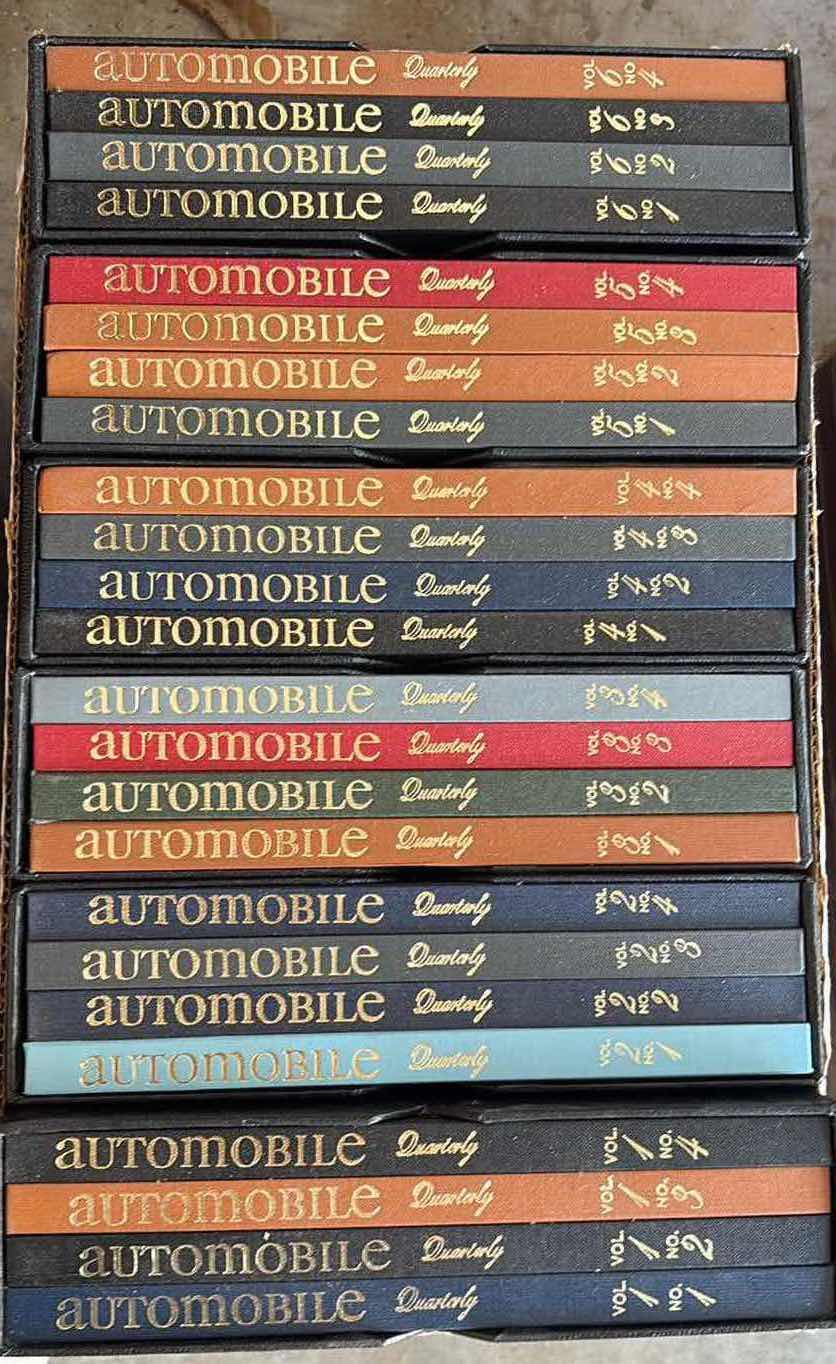 AUTOMOBILE Quarterly VOL 6 NO 4
AUTOMOBILE Quarterly VOL 6 NO 3
AUTOMOBILE Quarterly VOL 6 NO 2
AUTOMOBILE Quarterly VOL 6 NO 1
AUTOMOBILE Quarterly VOL. 5 NO. 4
AUTOMOBILE Quarterly VOL. 5 NO. 3
AUTOMOBILE Quarterly VOL. 5 NO. 2
AUTOMOBILE Quarterly VOL. 5 NO. 1
AUTOMOBILE Quarterly VOL. 4 NO. 4
AUTOMOBILE Quarterly VOL. 4 NO. 3
AUTOMOBILE Quarterly VOL. 4 NO. 2
AUTOMOBILE Quarterly VOL. 4 NO. 1
AUTOMOBILE Quarterly VOL. 3 NO. 4
AUTOMOBILE Quarterly VOL. 3 NO. 3
AUTOMOBILE Quarterly VOL. 3 NO. 2
AUTOMOBILE Quarterly VOL. 3 NO. 1
AUTOMOBILE Quarterly VOL. 2 NO. 4
AUTOMOBILE Quarterly VOL. 2 NO. 3
AUTOMOBILE Quarterly VOL. 2 NO. 2
AUTOMOBILE Quarterly VOL. 2 NO. 1
AUTOMOBILE Quarterly VOL. 1 NO. 4
AUTOMOBILE Quarterly VOL. 1 NO. 3
AUTOMOBILE Quarterly VOL. 1 NO. 2
AUTOMOBILE Quarterly VOL. 1 NO. 1